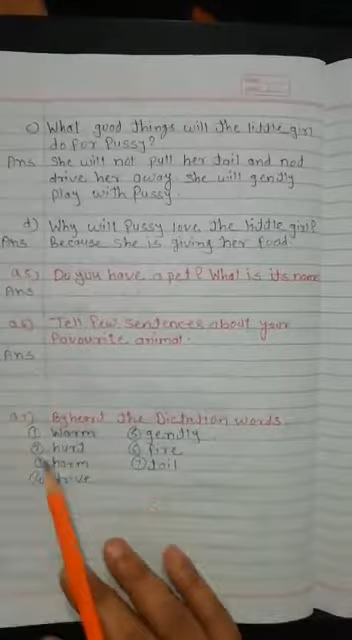 c) What good things will the little girl
do for Pussy?
Ans She will not pull her tail and not
drive her away. she will gently
play with Pussy.
d) Why will Pussy love the little girl?
Ans Because she is giving her food.
Q5) Do you have a pet? What is its name
Ans
Q6) Tell few sentences about your
favourite animal.
Ans
Q7) Byheart the Dictation words
① Warm ⑤ gently
② hurt ⑥ fire
③ harm ⑦ tail
④ drive